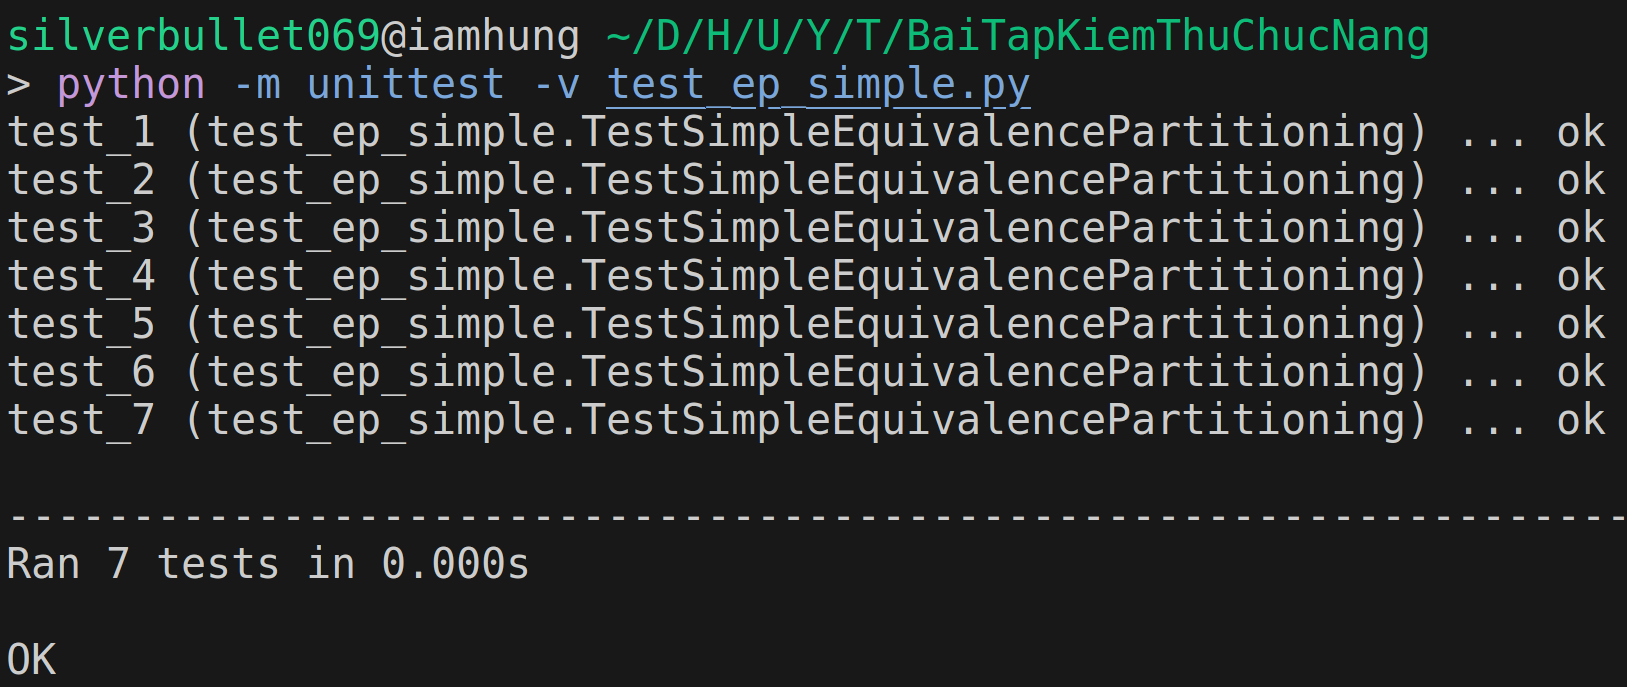 silverbullet069@iamhung ~/D/H/U/Y/T/BaiTapKiemThuChucNang
> python -m unittest -v test_ep_simple.py
test_1 (test_ep_simple.TestSimpleEquivalencePartitioning) ... ok
test_2 (test_ep_simple.TestSimpleEquivalencePartitioning) ... ok
test_3 (test_ep_simple.TestSimpleEquivalencePartitioning) ... ok
test_4 (test_ep_simple.TestSimpleEquivalencePartitioning) ... ok
test_5 (test_ep_simple.TestSimpleEquivalencePartitioning) ... ok
test_6 (test_ep_simple.TestSimpleEquivalencePartitioning) ... ok
test_7 (test_ep_simple.TestSimpleEquivalencePartitioning) ... ok
-----------------------------------------------------------------
Ran 7 tests in 0.000s
OK